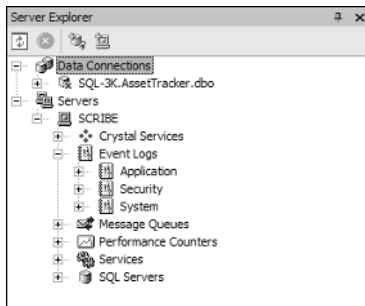 Server Explorer
Data Connections
SQL-3K.AssetTracker.dbo
Servers
SCRIBE
Crystal Services
Event Logs
Application
Security
System
Message Queues
Performance Counters
Services
SQL Servers